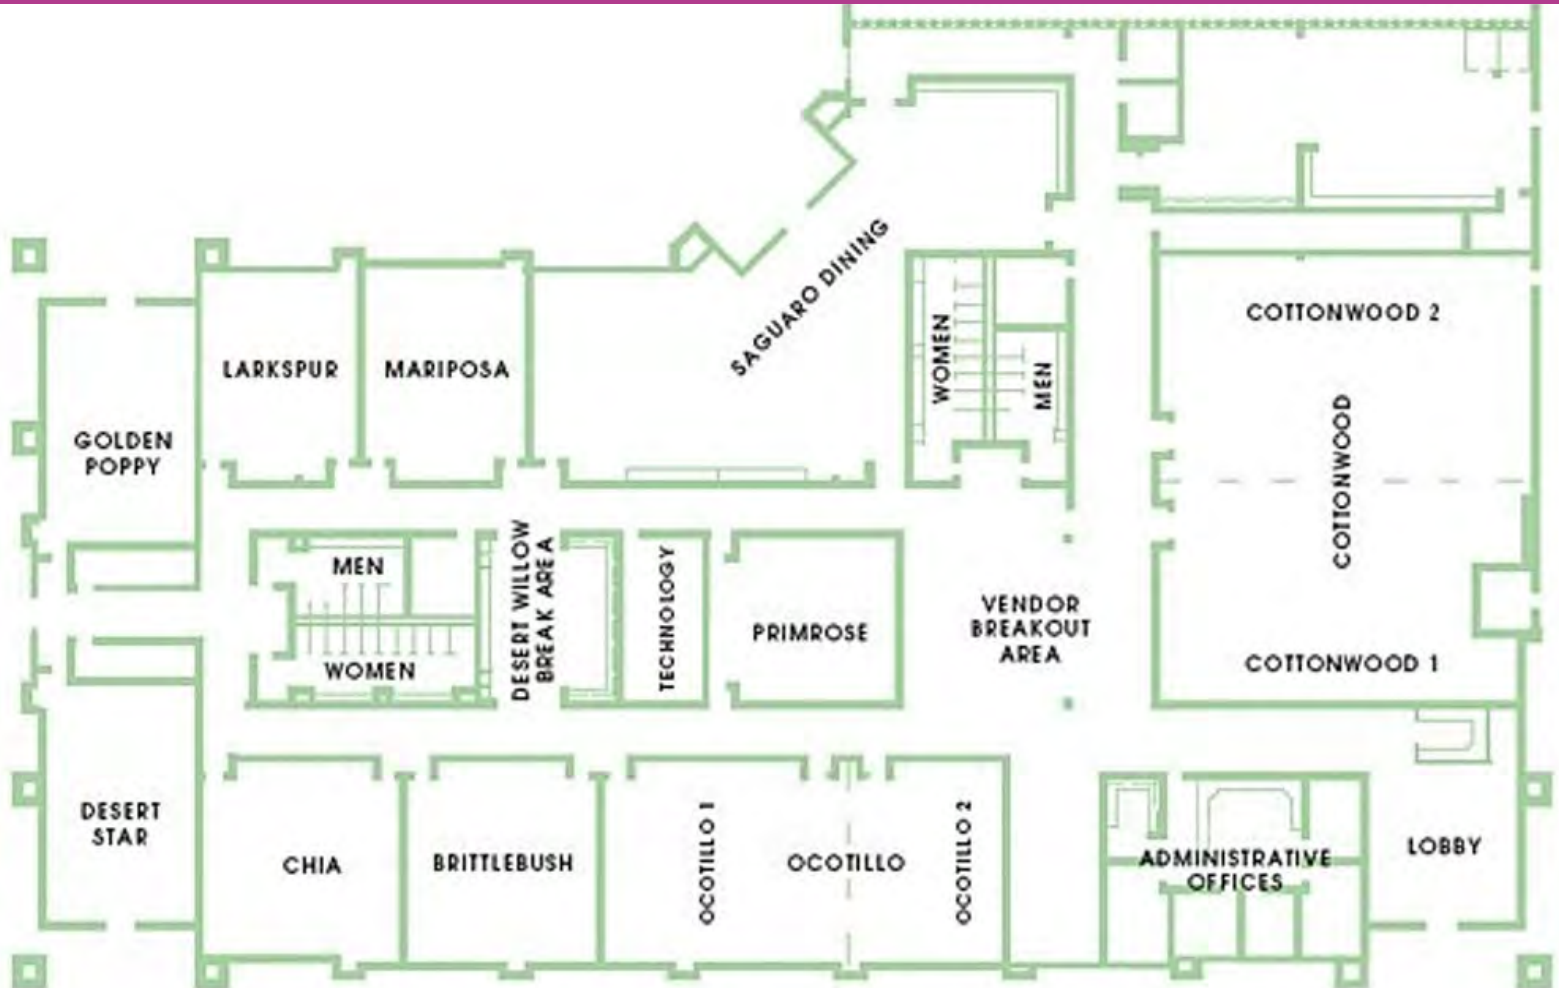 SAGUARO DINING
COTTONWOOD 2
WOMEN
MEN
LARKSPUR
MARIPOSA
COTTONWOOD
GOLDEN
POPPY
MEN
WOMEN
DESERT WILLOW
BREAK AREA
TECHNOLOGY
PRIMROSE
VENDOR
BREAKOUT
AREA
COTTONWOOD 1
DESERT
STAR
CHIA
BRITTLEBUSH
OCOTILLO 1
OCOTILLO
OCOTILLO 2
ADMINISTRATIVE
OFFICES
LOBBY